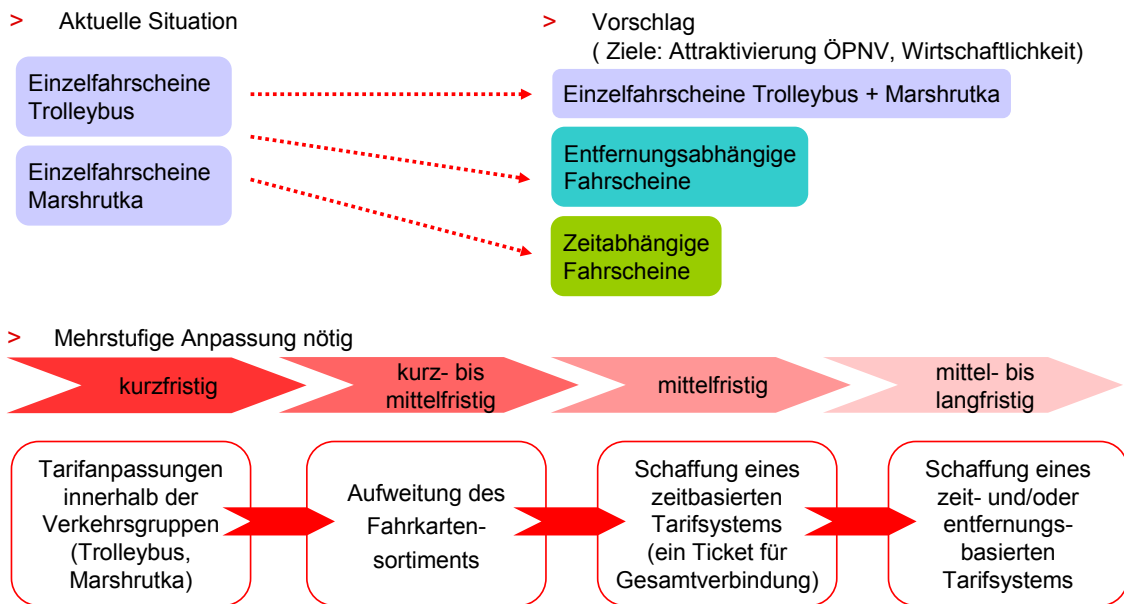 > Aktuelle Situation
Einzelfahrscheine
Trolleybus
Einzelfahrscheine
Marshrutka
> Vorschlag
( Ziele: Attraktivierung ÖPNV, Wirtschaftlichkeit)
Einzelfahrscheine Trolleybus + Marshrutka
Entfernungsabhängige
Fahrscheine
Zeitabhängige
Fahrscheine
> Mehrstufige Anpassung nötig
kurzfristig
kurz- bis
mittelfristig
mittelfristig
mittel- bis
langfristig
Tarifanpassungen
innerhalb der
Verkehrsgruppen
(Trolleybus,
Marshrutka)
Aufweitung des
Fahrkarten-
sortiments
Schaffung eines
zeitbasierten
Tarifsystems
(ein Ticket für
Gesamtverbindung)
Schaffung eines
zeit- und/oder
entfernungs-
basierten
Tarifsystems